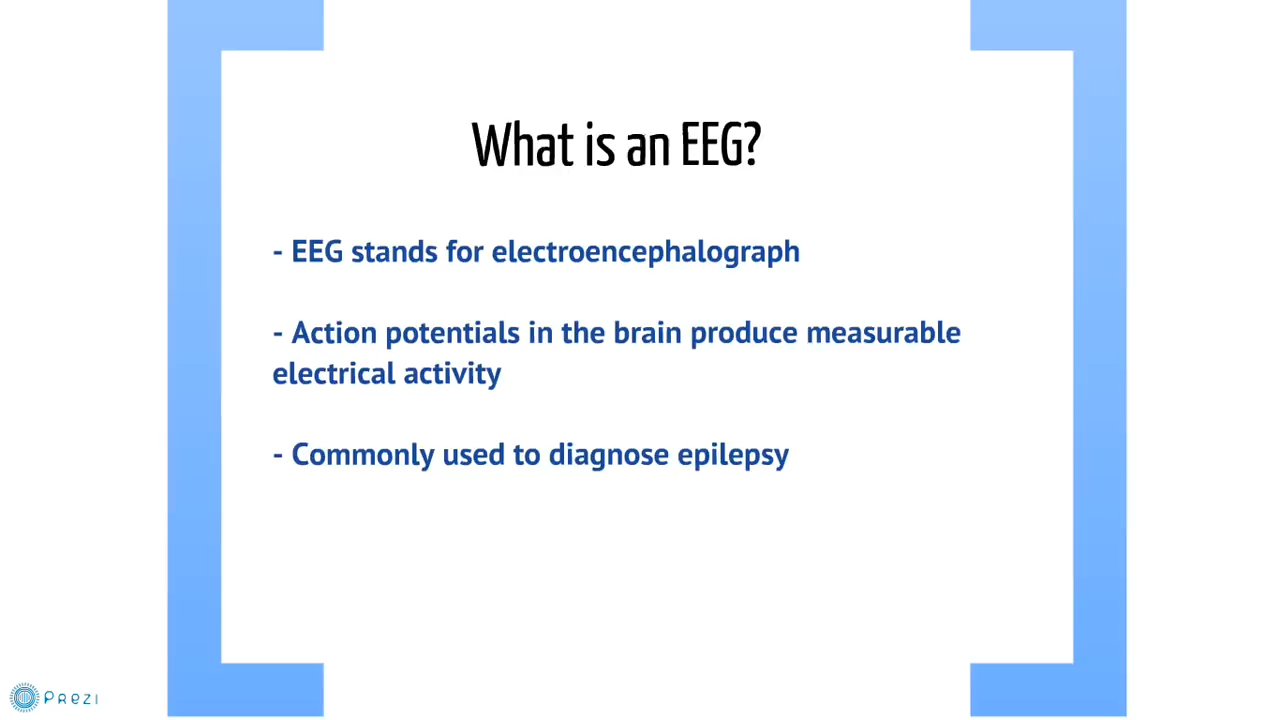 What is an EEG?
- EEG stands for electroencephalograph
- Action potentials in the brain produce measurable
electrical activity
- Commonly used to diagnose epilepsy
Prezi